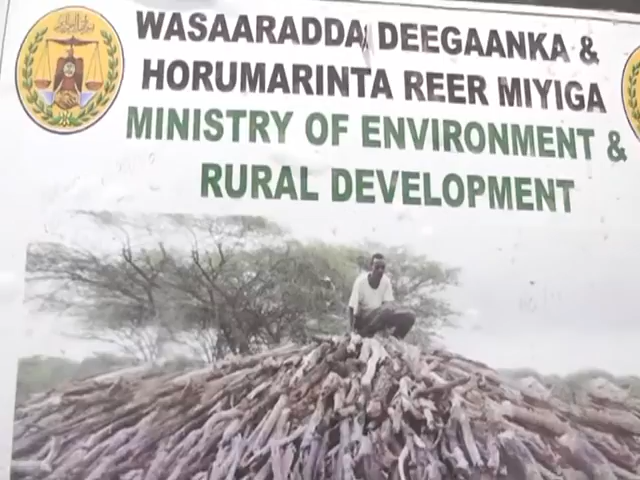 WASAARADDA DEEGAANKA &
HORUMARINTA REER MIYIGA
MINISTRY OF ENVIRONMENT &
RURAL DEVELOPMENT